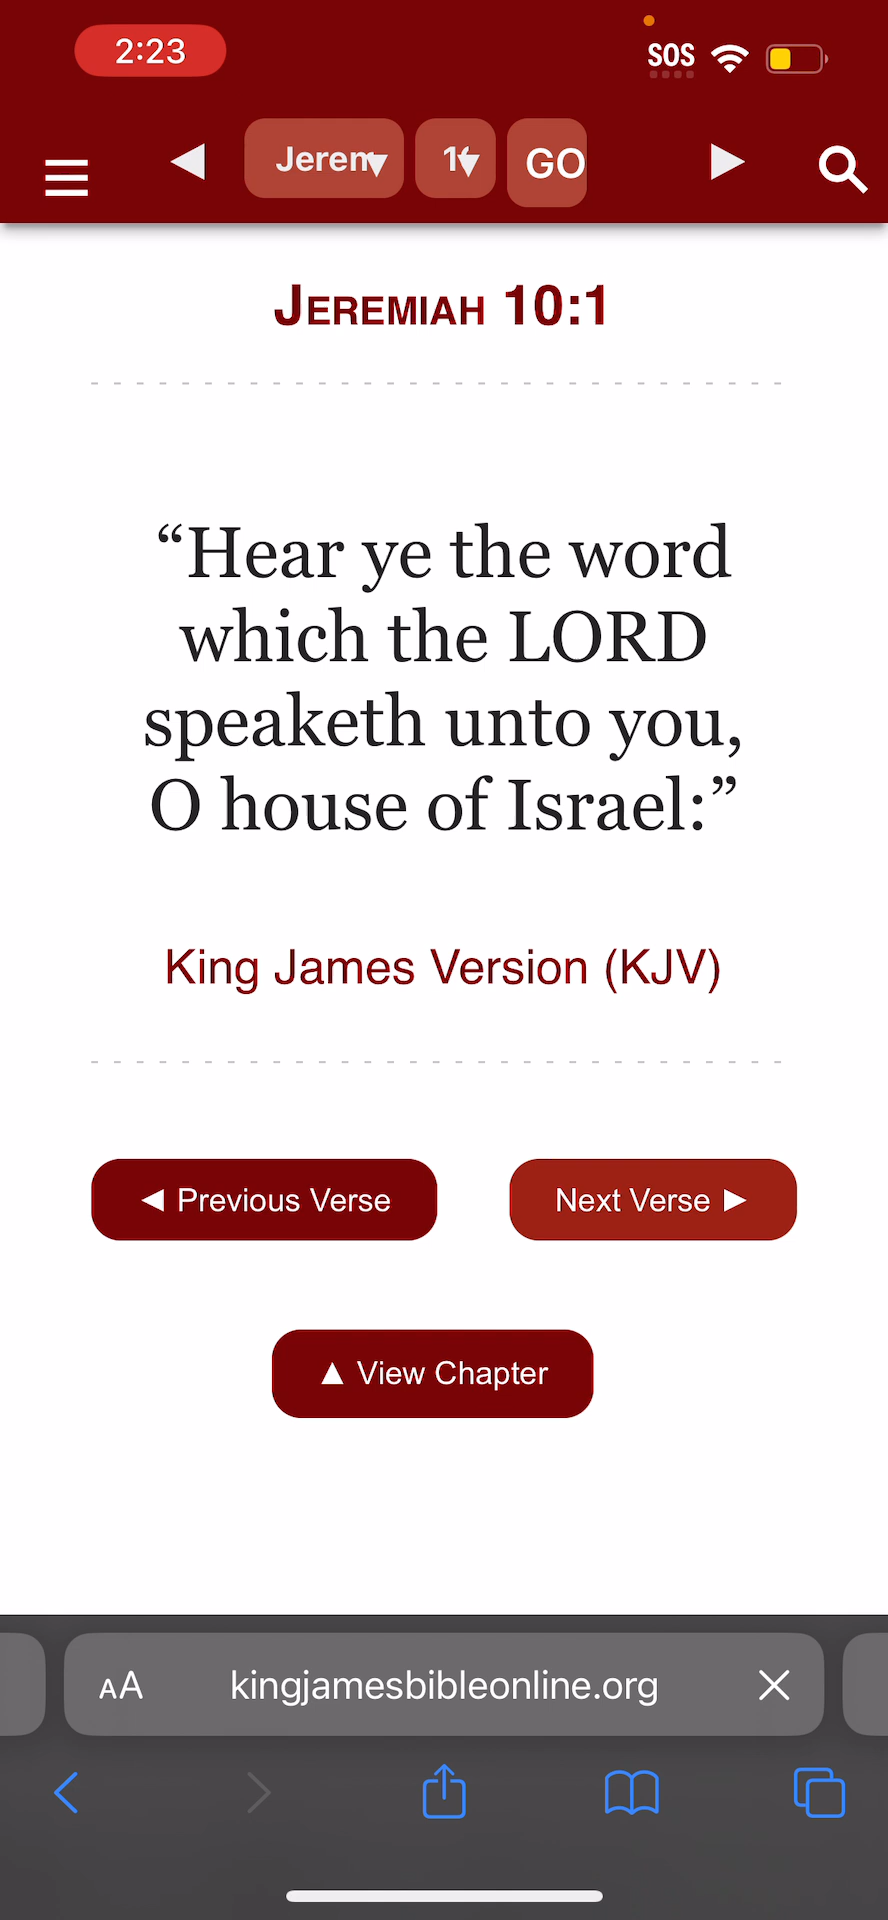 2:23
SOS
Jerem
GO
JEREMIAH 10:1
“Hear ye the word
which the LORD
speaketh unto you,
O house of Israel:”
King James Version (KJV)
◀ Previous Verse
Next Verse ▶
▲ View Chapter
AA kingjamesbibleonline.org